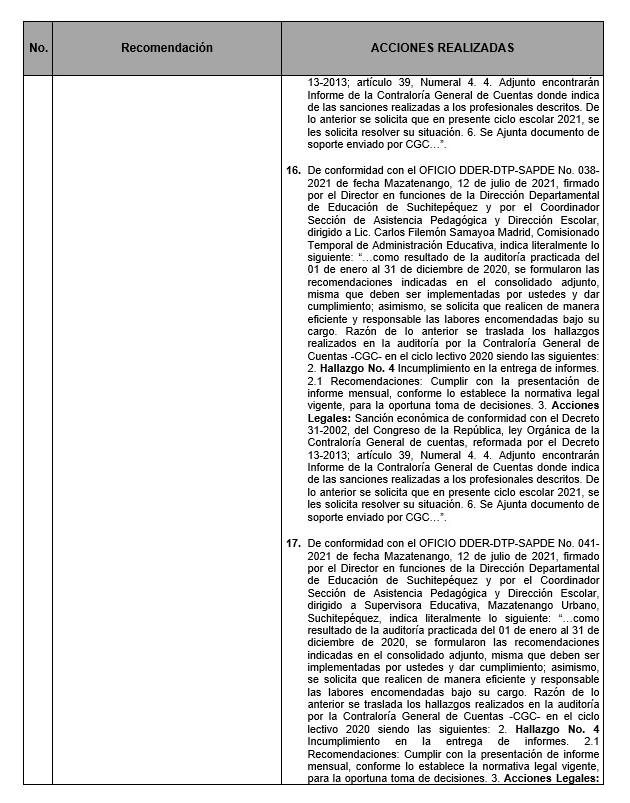 No. Recomendación ACCIONES REALIZADAS
13-2013; artículo 39, Numeral 4. 4. Adjunto encontrarán
Informe de la Contraloría General de Cuentas donde indica
de las sanciones realizadas a los profesionales descritos. De
lo anterior se solicita que en presente ciclo escolar 2021, se
les solicita resolver su situación. 6. Se Ajunta documento de
soporte enviado por CGC…”.
16. De conformidad con el OFICIO DDER-DTP-SAPDE No. 038-
2021 de fecha Mazatenango, 12 de julio de 2021, firmado
por el Director en funciones de la Dirección Departamental
de Educación de Suchitepéquez y por el Coordinador
Sección de Asistencia Pedagógica y Dirección Escolar,
dirigido a Lic. Carlos Filemón Samayoa Madrid, Comisionado
Temporal de Administración Educativa, indica literalmente lo
siguiente: “…como resultado de la auditoría practicada del
01 de enero al 31 de diciembre de 2020, se formularon las
recomendaciones indicadas en el consolidado adjunto,
misma que deben ser implementadas por ustedes y dar
cumplimiento; asimismo, se solicita que realicen de manera
eficiente y responsable las labores encomendadas bajo su
cargo. Razón de lo anterior se traslada los hallazgos
realizados en la auditoría por la Contraloría General de
Cuentas -CGC- en el ciclo lectivo 2020 siendo las siguientes:
2. Hallazgo No. 4 Incumplimiento en la entrega de informes.
2.1 Recomendaciones: Cumplir con la presentación de
informe mensual, conforme lo establece la normativa legal
vigente, para la oportuna toma de decisiones. 3. Acciones
Legales: Sanción económica de conformidad con el Decreto
31-2002, del Congreso de la República, ley Orgánica de la
Contraloría General de cuentas, reformada por el Decreto
13-2013; artículo 39, Numeral 4. 4. Adjunto encontrarán
Informe de la Contraloría General de Cuentas donde indica
de las sanciones realizadas a los profesionales descritos. De
lo anterior se solicita que en presente ciclo escolar 2021, se
les solicita resolver su situación. 6. Se Ajunta documento de
soporte enviado por CGC…”.
17. De conformidad con el OFICIO DDER-DTP-SAPDE No. 041-
2021 de fecha Mazatenango, 12 de julio de 2021, firmado
por el Director en funciones de la Dirección Departamental
de Educación de Suchitepéquez y por el Coordinador
Sección de Asistencia Pedagógica y Dirección Escolar,
dirigido a Supervisora Educativa, Mazatenango Urbano,
Suchitepéquez, indica literalmente lo siguiente: “…como
resultado de la auditoría practicada del 01 de enero al 31 de
diciembre de 2020, se formularon las recomendaciones
indicadas en el consolidado adjunto, misma que deben ser
implementadas por ustedes y dar cumplimiento; asimismo,
se solicita que realicen de manera eficiente y responsable
las labores encomendadas bajo su cargo. Razón de lo
anterior se traslada los hallazgos realizados en la auditoría
por la Contraloría General de Cuentas -CGC- en el ciclo
lectivo 2020 siendo las siguientes: 2. Hallazgo No. 4
Incumplimiento en la entrega de informes. 2.1
Recomendaciones: Cumplir con la presentación de informe
mensual, conforme lo establece la normativa legal vigente,
para la oportuna toma de decisiones. 3. Acciones Legales: